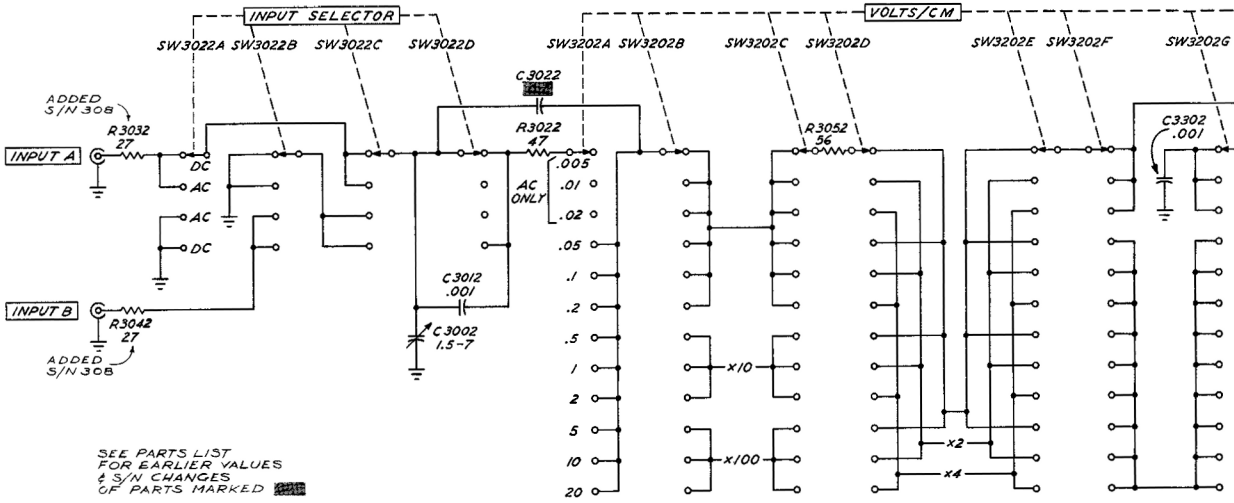 INPUT SELECTOR
VOLTS/CM
SW3022A
SW3022B
SW3022C
SW3022D
SW3202A
SW3202B
SW3202C
SW3202D
SW3202E
SW3202F
SW3202G
C3022
ADDED
S/N 308
R3032
27
R3022
47
R3052
56
C3302
.001
INPUT A
DC
AC
AC
DC
AC
ONLY
.005
.01
.02
.05
.1
.2
.5
1
2
5
10
20
C3012
.001
C3002
1.5-7
INPUT B
R3042
27
ADDED
S/N 308
X10
X100
X2
X4
SEE PARTS LIST
FOR EARLIER VALUES
& S/N CHANGES
OF PARTS MARKED